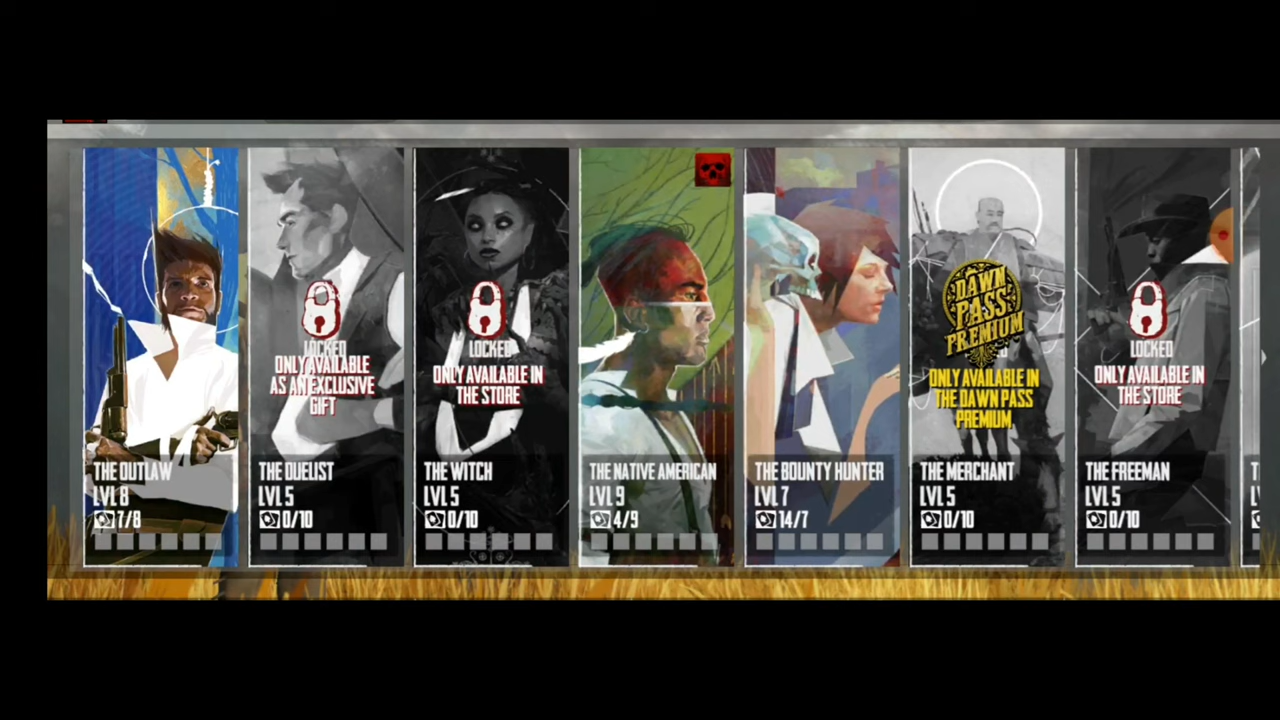 THE OUTLAW
LVL 8
7/8
LOCKED
ONLY AVAILABLE
AS AN EXCLUSIVE
GIFT
THE DUELIST
LVL 5
0/10
LOCKED
ONLY AVAILABLE IN
THE STORE
THE WITCH
LVL 5
0/10
THE NATIVE AMERICAN
LVL 9
4/9
THE BOUNTY HUNTER
LVL 7
14/7
DAWN
PASS
PREMIUM
ONLY AVAILABLE IN
THE DAWN PASS
PREMIUM
THE MERCHANT
LVL 5
0/10
LOCKED
ONLY AVAILABLE IN
THE STORE
THE FREEMAN
LVL 5
0/10